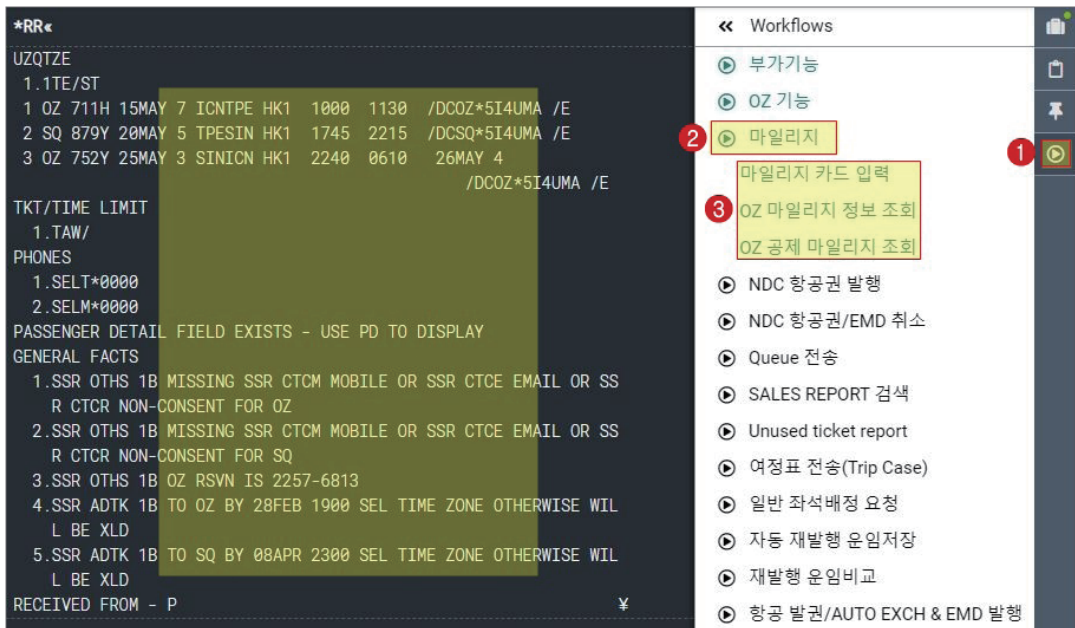 *RR«
UZQTZE
1.1TE/ST
1 OZ 711H 15MAY 7 ICNTPE HK1 1000 1130 /DCOZ*5I4UMA /E
2 SQ 879Y 20MAY 5 TPESIN HK1 1745 2215 /DCSQ*5I4UMA /E
3 OZ 752Y 25MAY 3 SINICN HK1 2240 0610 26MAY 4
/DCOZ*5I4UMA /E
TKT/TIME LIMIT
1.TAW/
PHONES
1.SELT*0000
2.SELM*0000
PASSENGER DETAIL FIELD EXISTS - USE PD TO DISPLAY
GENERAL FACTS
1.SSR OTHS 1B MISSING SSR CTCM MOBILE OR SSR CTCE EMAIL OR SS
R CTCR NON-CONSENT FOR OZ
2.SSR OTHS 1B MISSING SSR CTCM MOBILE OR SSR CTCE EMAIL OR SS
R CTCR NON-CONSENT FOR SQ
3.SSR OTHS 1B OZ RSVN IS 2257-6813
4.SSR ADTK 1B TO OZ BY 28FEB 1900 SEL TIME ZONE OTHERWISE WIL
L BE XLD
5.SSR ADTK 1B TO SQ BY 08APR 2300 SEL TIME ZONE OTHERWISE WIL
L BE XLD
RECEIVED FROM - P ¥
« Workflows
부가기능
OZ 기능
2 마일리지
1
마일리지 카드 입력
3 OZ 마일리지 정보 조회
OZ 공제 마일리지 조회
NDC 항공권 발행
NDC 항공권/EMD 취소
Queue 전송
SALES REPORT 검색
Unused ticket report
여정표 전송(Trip Case)
일반 좌석배정 요청
자동 재발행 운임저장
재발행 운임비교
항공 발권/AUTO EXCH & EMD 발행